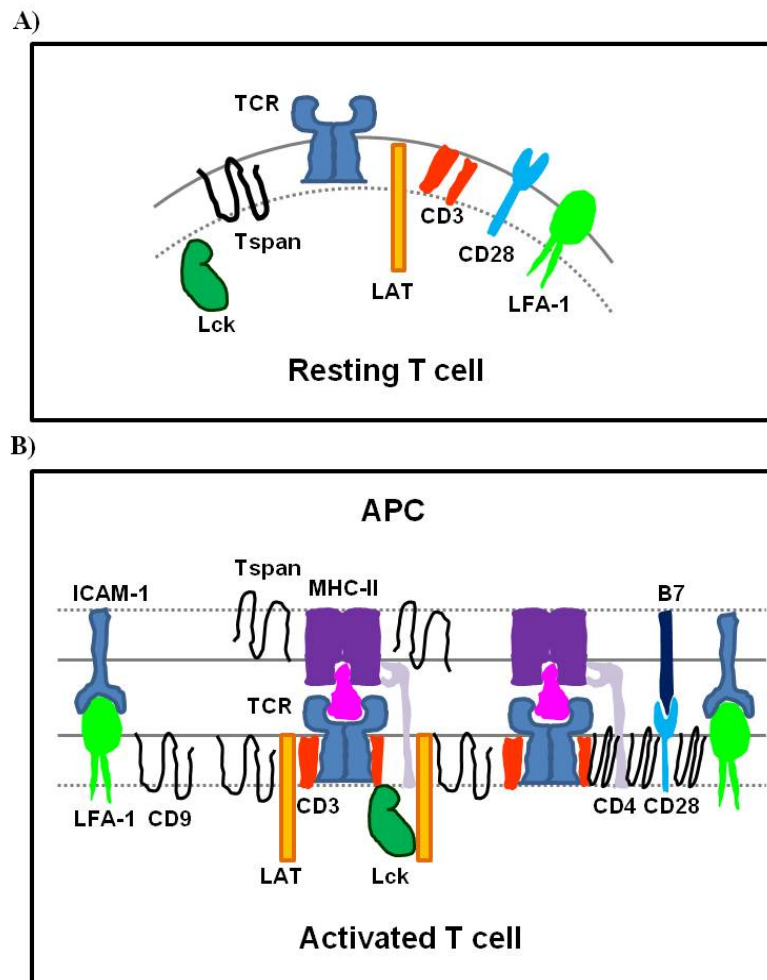 A)
TCR
Tspan
CD3
CD28
LAT
LFA-1
Lck
Resting T cell
B)
APC
Tspan
ICAM-1
MHC-II
B7
TCR
LFA-1 CD9
CD3
CD4 CD28
LAT
Lck
Activated T cell